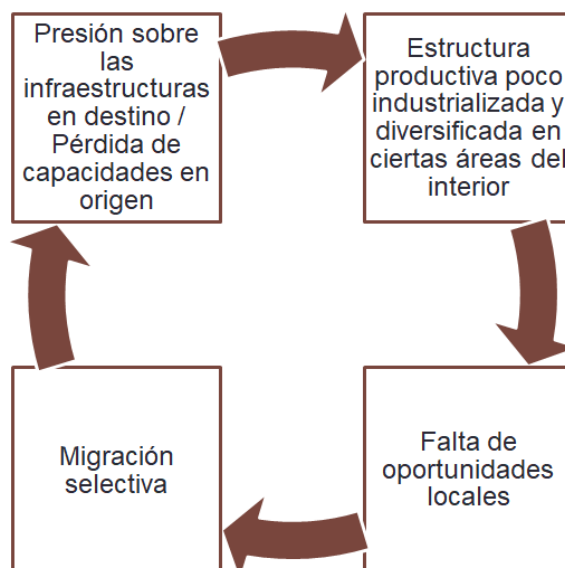 Presión sobre
las
infraestructuras
en destino /
Pérdida de
capacidades en
origen
Estructura
productiva poco
industrializada y
diversificada en
ciertas áreas del
interior
Falta de
oportunidades
locales
Migración
selectiva